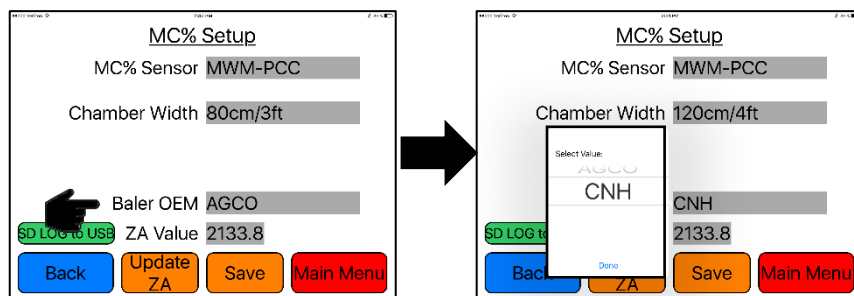 MC% Setup
MC% Sensor MWM-PCC
Chamber Width 80cm/3ft
Baler OEM AGCO
SD LOG to USB ZA Value 2133.8
Back Update ZA Save Main Menu
MC% Setup
MC% Sensor MWM-PCC
Chamber Width 120cm/4ft
Select Value:
AGCO
CNH
Done
CNH
SD LOG to
2133.8
Back
ZA
Save
Main Menu